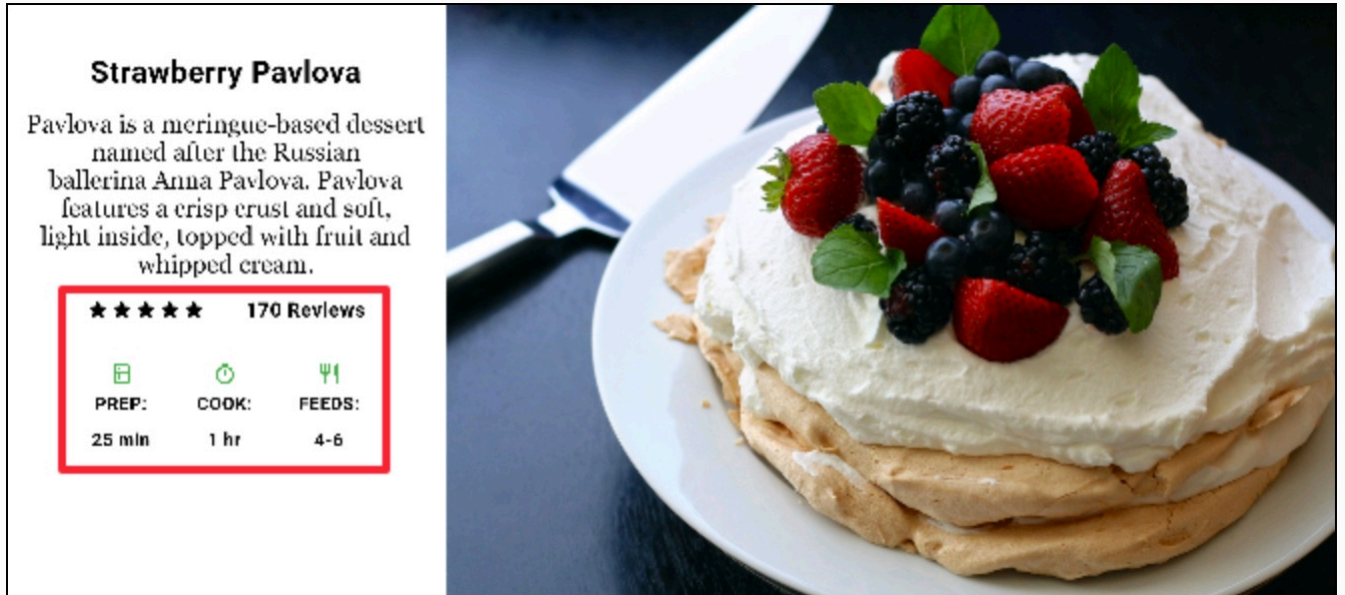 Strawberry Pavlova
Pavlova is a meringue-based dessert
named after the Russian
ballerina Anna Pavlova. Pavlova
features a crisp crust and soft,
light inside, topped with fruit and
whipped cream.
170 Reviews
PREP: COOK: FEEDS:
25 min 1 hr 4-6